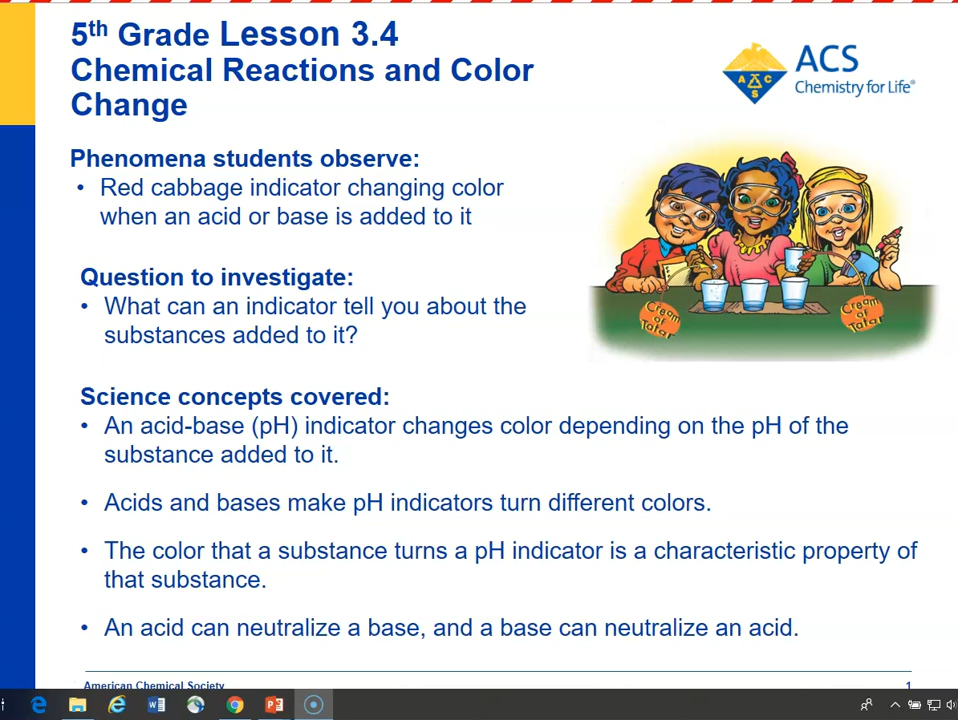 5th Grade Lesson 3.4
Chemical Reactions and Color
Change
ACS
Chemistry for Life®
A C S
Phenomena students observe:
• Red cabbage indicator changing color
when an acid or base is added to it
Question to investigate:
• What can an indicator tell you about the
substances added to it?
Cream
of
Tatar
Cream
of
Tatar
Science concepts covered:
• An acid-base (pH) indicator changes color depending on the pH of the
substance added to it.
• Acids and bases make pH indicators turn different colors.
• The color that a substance turns a pH indicator is a characteristic property of
that substance.
• An acid can neutralize a base, and a base can neutralize an acid.
American Chemical Society
1